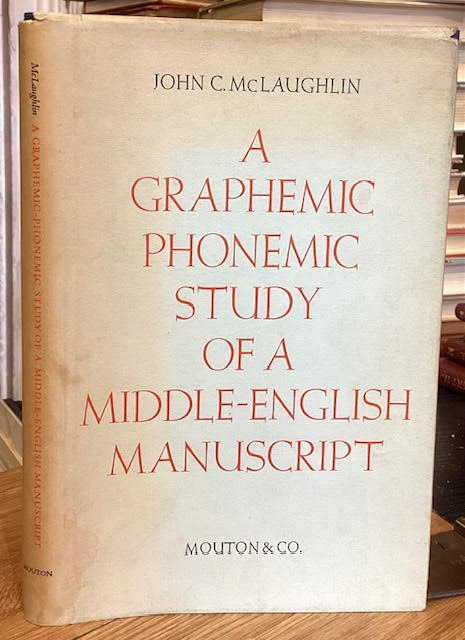 JOHN C. McLAUGHLIN
A
GRAPHEMIC
PHONEMIC
STUDY
OF A
MIDDLE-ENGLISH
MANUSCRIPT
MOUTON & CO.
McLaughlin A GRAPHEMIC-PHONEMIC STUDY OF A MIDDLE-ENGLISH MANUSCRIPT
MOUTON